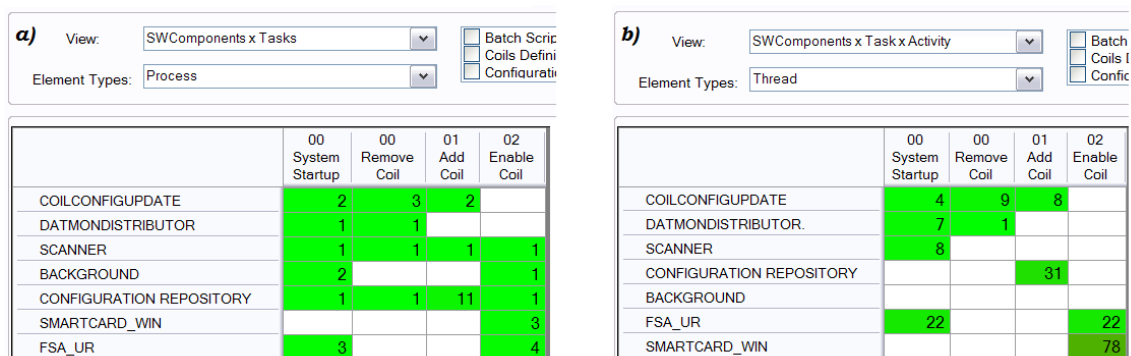 a) View: SWComponents x Tasks
Batch Scrip
Coils Defini
Element Types: Process
Configuratio
00 00 01 02
System Remove Add Enable
Startup Coil Coil Coil
COILCONFIGUPDATE 2 3 2
DATMONDISTRIBUTOR 1 1
SCANNER 1 1 1 1
BACKGROUND 2 1
CONFIGURATION REPOSITORY 1 1 11 1
SMARTCARD_WIN 3
FSA_UR 3 4
b) View: SWComponents x Task x Activity
Batch
Coils D
Element Types: Thread
Config
00 00 01 02
System Remove Add Enable
Startup Coil Coil Coil
COILCONFIGUPDATE 4 9 8
DATMONDISTRIBUTOR. 7 1
SCANNER 8
CONFIGURATION REPOSITORY 31
BACKGROUND
FSA_UR 22 22
SMARTCARD_WIN 78